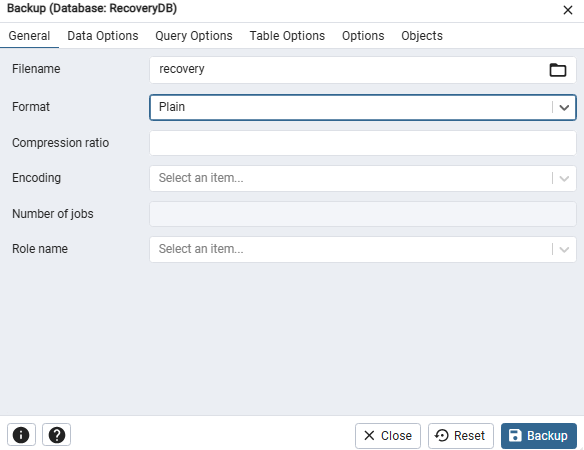 Backup (Database: RecoveryDB)
General Data Options Query Options Table Options Options Objects
Filename recovery
Format Plain
Compression ratio
Encoding Select an item...
Number of jobs
Role name Select an item...
Close Reset Backup